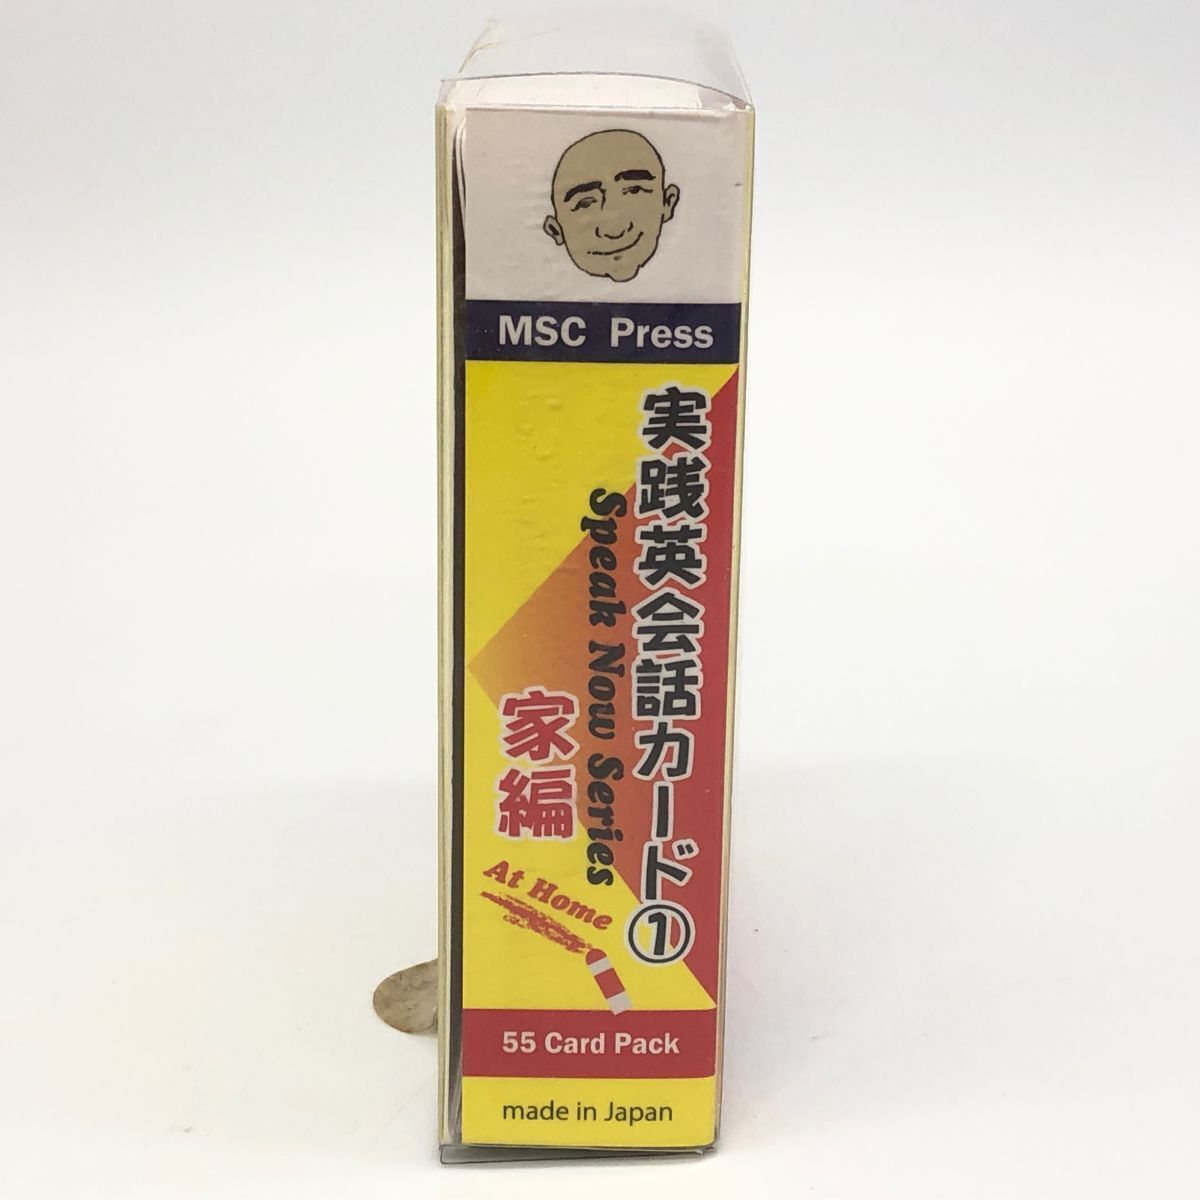 MSC Press
実践英会話カード①
Speak Now Series
家編
At Home
55 Card Pack
made in Japan